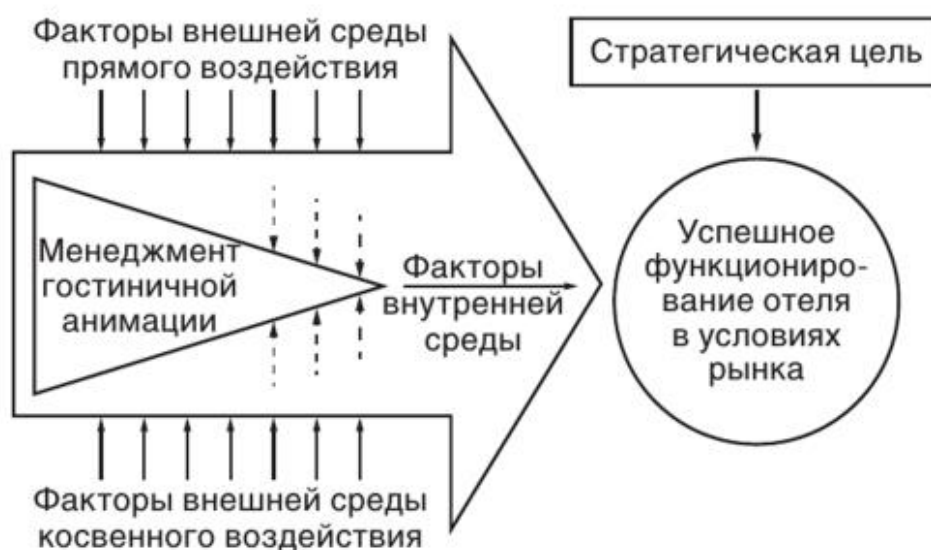 Факторы внешней среды
прямого воздействия
Стратегическая цель
Менеджмент
гостиничной
анимации
Факторы
внутренней
среды
Успешное
функциониро-
вание отеля
в условиях
рынка
Факторы внешней среды
косвенного воздействия